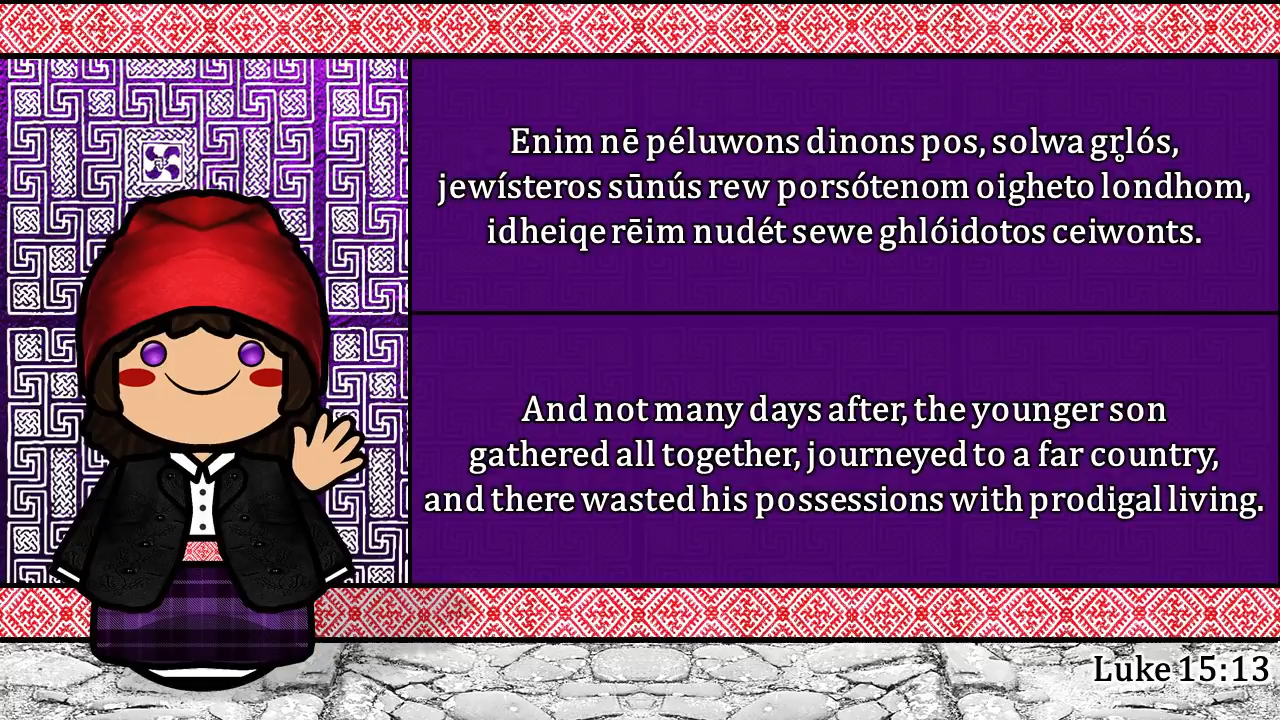 Enim nē péluwons dinons pos, solwa gr̥lós,
jewísteros sūnús rew porsótenom oigheto londhom,
idheiqe rēim nudét sewe ghlóidotos ceiwonts.
And not many days after, the younger son
gathered all together, journeyed to a far country,
and there wasted his possessions with prodigal living.
Luke 15:13